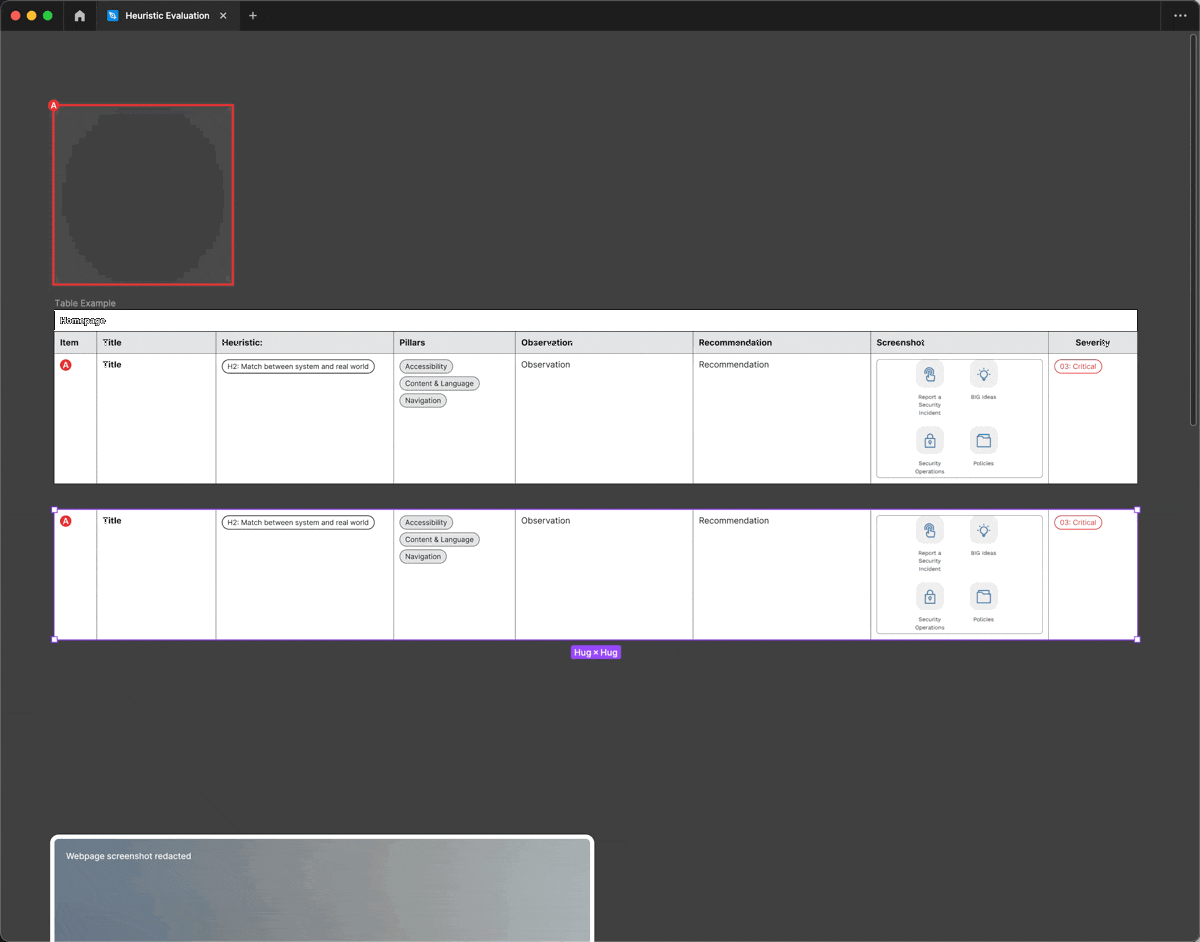 Heuristic Evaluation
A
Table Example
Homepage
Item Title Heuristic: Pillars Observation Recommendation Screenshot Severity
A Title H2: Match between system and real world Accessibility Observation Recommendation 03: Critical
Content & Language
Navigation
Report a Security Incident
BIG Ideas
Security Operations
Policies
A Title H2: Match between system and real world Accessibility Observation Recommendation 03: Critical
Content & Language
Navigation
Report a Security Incident
BIG Ideas
Security Operations
Policies
Hug × Hug
Webpage screenshot redacted